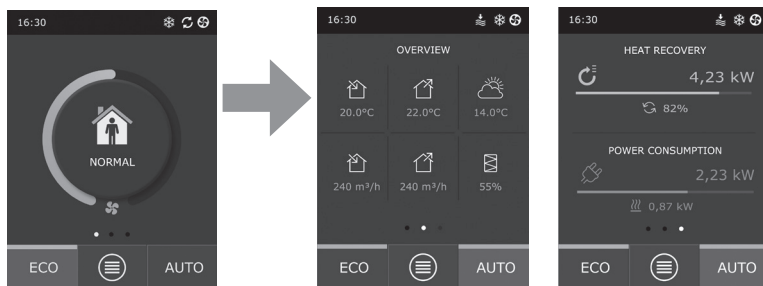 16:30
NORMAL
ECO AUTO
16:30
OVERVIEW
20.0°C 22.0°C 14.0°C
240 m³/h 240 m³/h 55%
ECO AUTO
16:30
HEAT RECOVERY
4,23 kW
82%
POWER CONSUMPTION
2,23 kW
0,87 kW
ECO AUTO